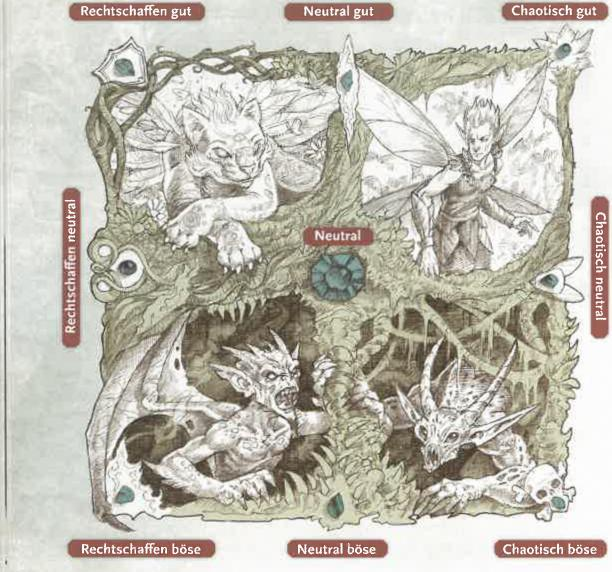 Rechtschaffen gut
Neutral gut
Chaotisch gut
Rechtschaffen neutral
Neutral
Chaotisch neutral
Rechtschaffen böse
Neutral böse
Chaotisch böse